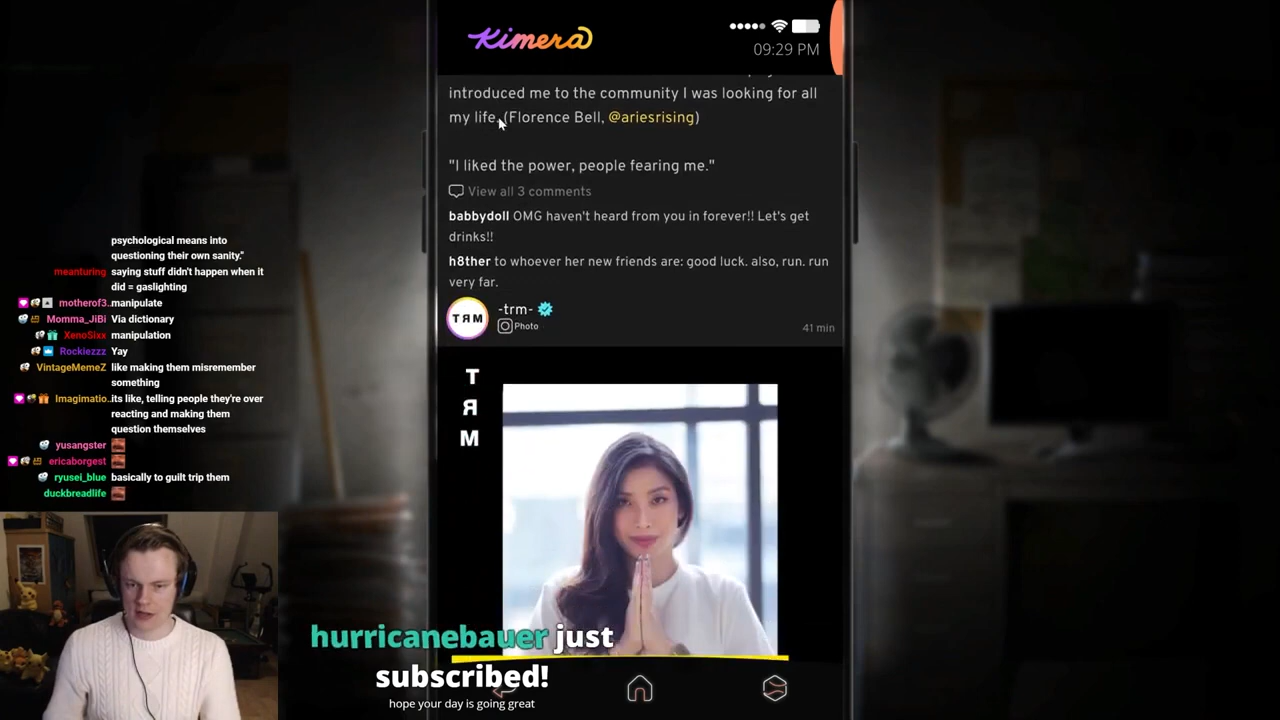 Kimera
09:29 PM
introduced me to the community I was looking for all
my life. (Florence Bell, @ariesrising)
"I liked the power, people fearing me."
View all 3 comments
babbydoll OMG haven't heard from you in forever!! Let's get
drinks!!
h8ther to whoever her new friends are: good luck. also, run. run
very far.
TЯM
-trm-
Photo
41 min
T
Я
M
psychological means into
questioning their own sanity."
meanturing saying stuff didn't happen when it
did = gaslighting
motherof3.. manipulate
Momma_JiBi Via dictionary
XenoSixx manipulation
Rockiezzz Yay
VintageMemeZ like making them misremember
something
Imaginatio.. its like, telling people they're over
reacting and making them
question themselves
yusangster
ericaborgest
ryusei_blue basically to guilt trip them
duckbreadlife
hurricanebauer just
subscribed!
hope your day is going great